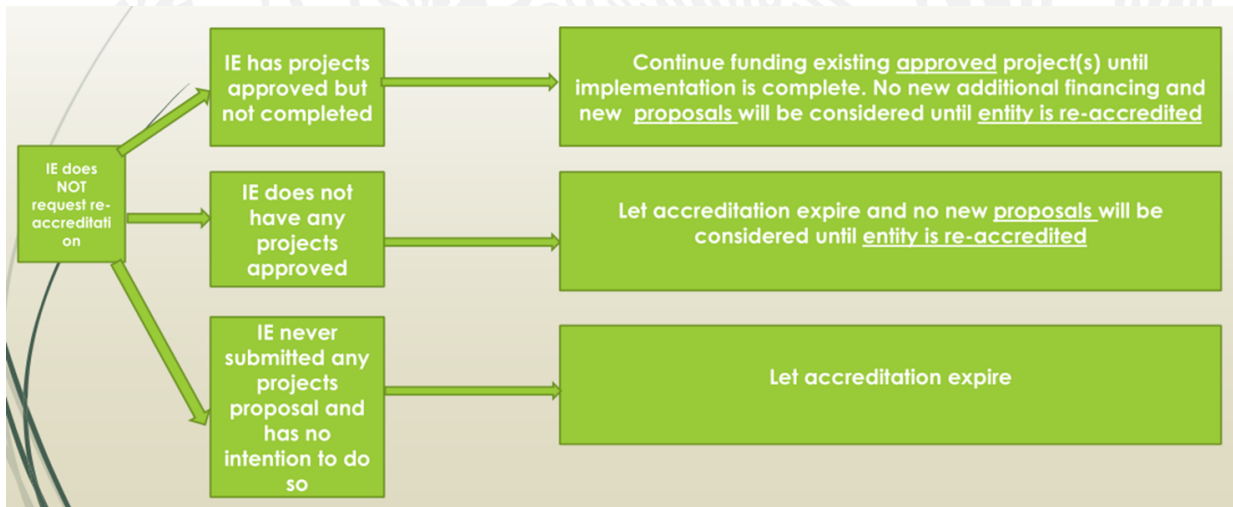 IE does
NOT
request re-
accreditati
on
IE has projects
approved but
not completed
Continue funding existing approved project(s) until
implementation is complete. No new additional financing and
new proposals will be considered until entity is re-accredited
IE does not
have any
projects
approved
Let accreditation expire and no new proposals will be
considered until entity is re-accredited
IE never
submitted any
projects
proposal and
has no
intention to do
so
Let accreditation expire